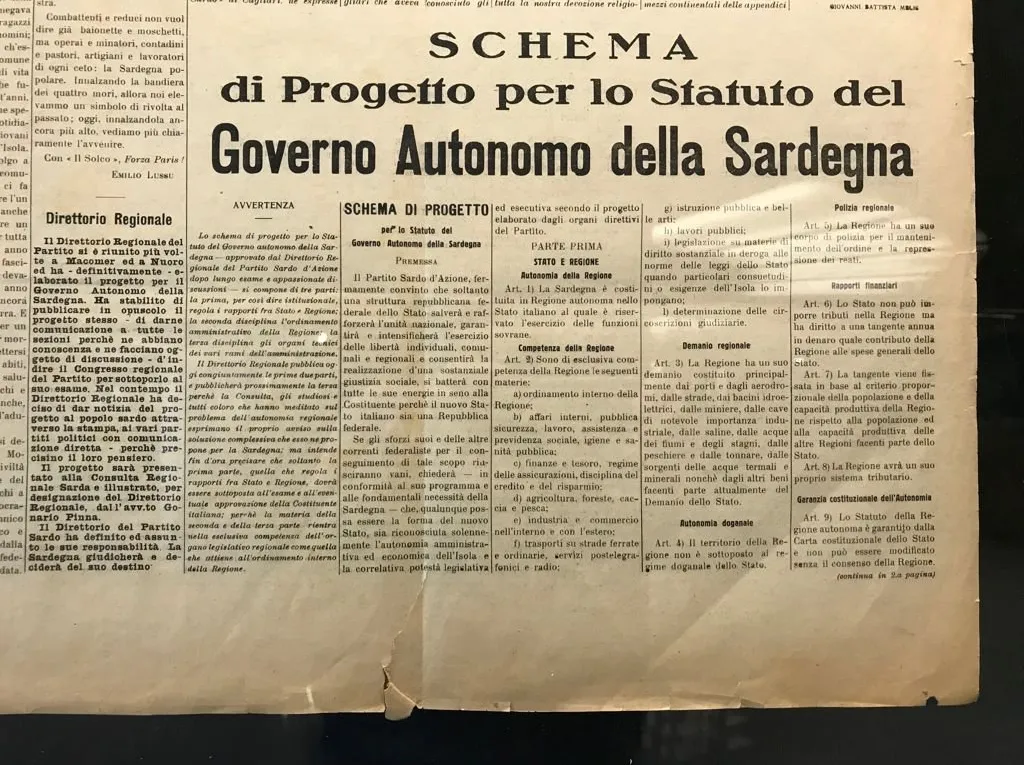 stra.
Combattenti e reduci non vuol
dire già baionette e moschetti,
ma operai e minatori, contadini
e pastori, artigiani e lavoratori
di ogni ceto: la Sardegna po-
polare. Innalzando la bandiera
dei quattro mori, allora noi ele-
vammo un simbolo di rivolta al
passato; oggi, innalzandola an-
cora più alto, vediamo più chia-
ramente l'avvenire.
Con « Il Solco », Forza Paris!
EMILIO LUSSU
Direttorio Regionale
Il Direttorio Regionale del
Partito si è riunito più vol-
te a Macomer ed a Nuoro
ed ha - definitivamente - e-
laborato il progetto per il
Governo Autonomo della
Sardegna. Ha stabilito di
pubblicare in opuscolo il
progetto stesso - di darne
comunicazione a tutte le
sezioni perchè ne abbiano
conoscenza e ne facciano og-
getto di discussione - d'in-
dire il Congresso regionale
del Partito per sottoporlo al
suo esame. Nel contempo il
Direttorio Regionale ha de-
ciso di dar notizia del pro-
getto al popolo sardo attra-
verso la stampa, ai vari par-
titi politici con comunica-
zione diretta - perchè pre-
cisino il loro pensiero.
Il progetto sarà presen-
tato alla Consulta Regio-
nale Sarda e illustrato, per
designazione del Direttorio
Regionale, dall'avv.to Go-
nario Pinna.
Il Direttorio del Partito
Sardo ha definito ed assun-
to le sue responsabilità. La
Sardegna giudicherà e de-
ciderà del suo destino
tutta la nostra devozione religio-
mezzi continentali delle appendici
GIOVANNI BATTISTA MELIS
SCHEMA
di Progetto per lo Statuto del
Governo Autonomo della Sardegna
AVVERTENZA
Lo schema di progetto per lo Sta-
tuto del Governo autonomo della Sar-
degna — approvato dal Direttorio Re-
gionale del Partito Sardo d'Azione
dopo lungo esame e appassionate di-
scussioni — si compone di tre parti:
la prima, per così dire istituzionale,
regola i rapporti fra Stato e Regione;
la seconda disciplina l'ordinamento
amministrativo della Regione; la
terza disciplina gli organi tecnici
dei vari rami dell'amministrazione.
Il Direttorio Regionale pubblica og-
gi congiuntamente le prime due parti,
e pubblicherà prossimamente la terza
perchè la Consulta, gli studiosi e
tutti coloro che hanno meditato sul
problema dell'autonomia regionale
esprimano il proprio avviso sulla
soluzione complessiva che esso ne pro-
pone per la Sardegna; ma intende
fin d'ora precisare che soltanto la
prima parte, quella che regola i
rapporti fra Stato e Regione, dovrà
essere sottoposta all'esame e all'even-
tuale approvazione della Costituente
italiana; perchè la materia della
seconda e della terza parte rientra
nella esclusiva competenza dell'or-
gano legislativo regionale come quella
che attiene all'ordinamento interno
della Regione.
SCHEMA DI PROGETTO
per lo Statuto del
Governo Autonomo della Sardegna
PREMESSA
Il Partito Sardo d'Azione, fer-
mamente convinto che soltanto
una struttura repubblicana fe-
derale dello Stato salverà e raf-
forzerà l'unità nazionale, garanti-
rà e intensificherà l'esercizio
delle libertà individuali, comu-
nali e regionali e consentirà la
realizzazione d'una sostanziale
giustizia sociale, si batterà con
tutte le sue energie in seno alla
Costituente perchè il nuovo Stato
italiano sia una Repubblica
federale.
Se gli sforzi suoi e delle altre
correnti federaliste per il con-
seguimento di tale scopo ria-
sciranno vani, chiederà — in
conformità al suo programma e
alle fondamentali necessità della
Sardegna — che, qualunque pos-
sa essere la forma del nuovo
Stato, sia riconosciuta solenne-
mente l'autonomia amministra-
tiva ed economica dell'Isola e
la correlativa potestà legislativa
ed esecutiva secondo il progetto
elaborato dagli organi direttivi
del Partito.
PARTE PRIMA
STATO E REGIONE
Autonomia della Regione
Art. 1) La Sardegna è costi-
tuita in Regione autonoma nello
Stato italiano al quale è riser-
vato l'esercizio delle funzioni
sovrane.
Competenza della Regione
Art. 2) Sono di esclusiva com-
petenza della Regione le seguenti
materie:
a) ordinamento interno della
Regione;
b) affari interni, pubblica
sicurezza, lavoro, assistenza e
previdenza sociale, igiene e sa-
nità pubblica;
c) finanze e tesoro, regime
delle assicurazioni, disciplina del
credito e del risparmio;
d) agricoltura, foreste, cac-
cia e pesca;
e) industria e commercio
nell'interno e con l'estero;
f) trasporti su strade ferrate
e ordinarie, servizi postelegra-
fonici e radio;
g) istruzione pubblica e bel-
le arti;
h) lavori pubblici;
i) legislazione su materie di
diritto sostanziale in deroga alle
norme delle leggi dello Stato
quando particolari consuetudi-
ni o esigenze dell'Isola lo im-
pongano;
l) determinazione delle cir-
coscrizioni giudiziarie.
Demanio regionale
Art. 3) La Regione ha un suo
demanio costituito principal-
mente dai porti e dagli aerodro-
mi, dalle strade, dai bacini idroe-
lettrici, dalle miniere, dalle cave
di notevole importanza indu-
striale, dalle saline, dalle acque
dei fiumi e degli stagni, dalle
peschiere e dalle tonnare, dalle
sorgenti delle acque termali e
minerali nonchè dagli altri beni
facenti parte attualmente del
Demanio dello Stato.
Autonomia doganale
Art. 4) Il territorio della Re-
gione non è sottoposto al re-
gime doganale dello Stato.
Polizia regionale
Art. 5) La Regione ha un suo
corpo di polizia per il manteni-
mento dell'ordine e la repres-
sione dei reati.
Rapporti finanziari
Art. 6) Lo Stato non può im-
porre tributi nella Regione ma
ha diritto a una tangente annua
in denaro quale contributo della
Regione alle spese generali dello
Stato.
Art. 7) La tangente viene fis-
sata in base al criterio propor-
zionale della popolazione e della
capacità produttiva della Regio-
ne rispetto alla popolazione ed
alla capacità produttiva delle
altre Regioni facenti parte dello
Stato.
Art. 8) La Regione avrà un suo
proprio sistema tributario.
Garanzia costituzionale dell'Autonomia
Art. 9) Lo Statuto della Re-
gione autonoma è garantito dalla
Carta costituzionale dello Stato
e non può essere modificato
senza il consenso della Regione.
(continua in 2.a pagina)